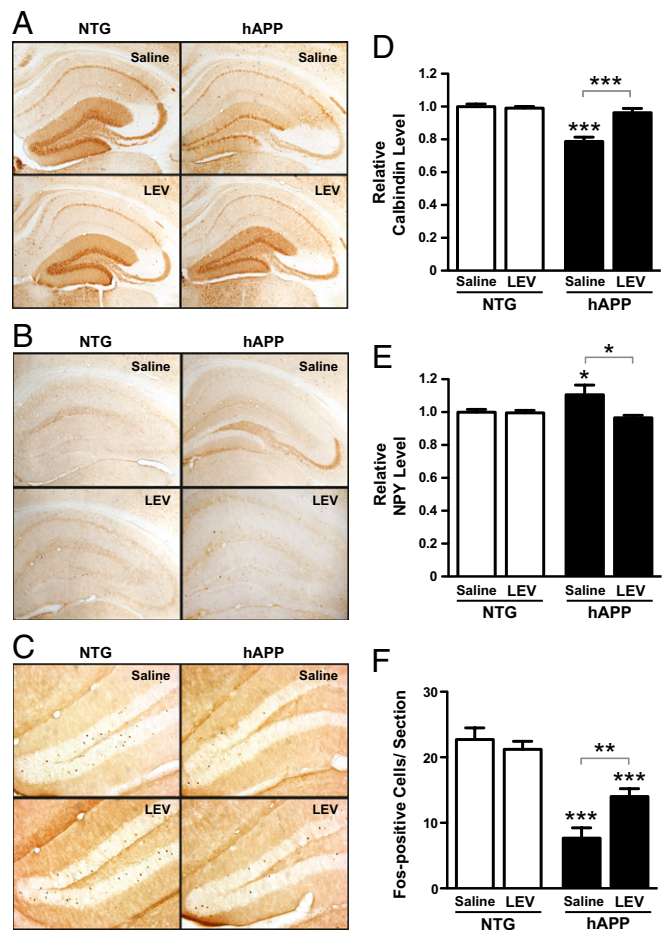 A
NTG
hAPP
Saline
Saline
LEV
LEV
B
NTG
hAPP
Saline
Saline
LEV
LEV
C
NTG
hAPP
Saline
Saline
LEV
LEV
D
Relative
Calbindin Level
1.2
1.0
0.8
0.6
0.4
0.2
0
***
***
Saline LEV Saline LEV
NTG hAPP
E
Relative
NPY Level
1.2
1.0
0.8
0.6
0.4
0.2
0
*
*
Saline LEV Saline LEV
NTG hAPP
F
Fos-positive Cells/ Section
30
20
10
0
**
***
***
Saline LEV Saline LEV
NTG hAPP